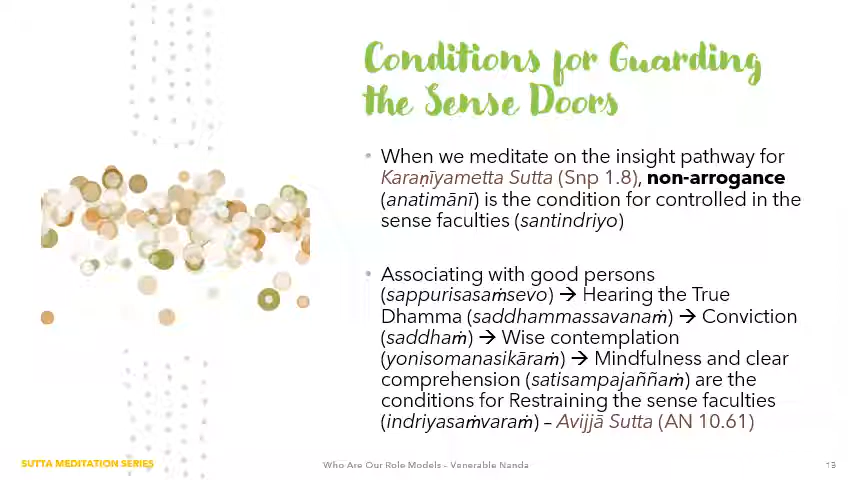 Conditions for Guarding
the Sense Doors
• When we meditate on the insight pathway for
Karaṇīyametta Sutta (Snp 1.8), non-arrogance
(anatimānī) is the condition for controlled in the
sense faculties (santindriyo)
• Associating with good persons
(sappurisasaṁsevo) → Hearing the True
Dhamma (saddhammassavanaṁ) → Conviction
(saddhaṁ) → Wise contemplation
(yonisomanasikāraṁ) → Mindfulness and clear
comprehension (satisampajaññaṁ) are the
conditions for Restraining the sense faculties
(indriyasaṁvaraṁ) – Avijjā Sutta (AN 10.61)
SUTTA MEDITATION SERIES
Who Are Our Role Models - Venerable Nanda
13